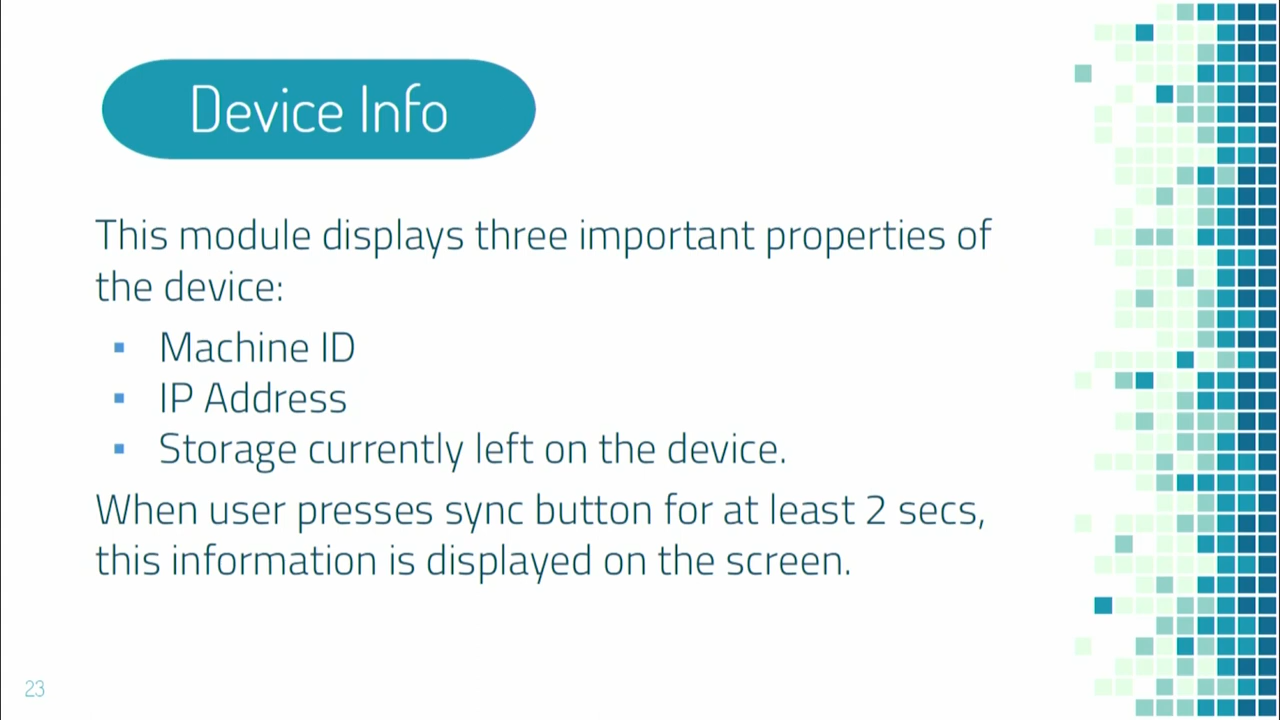 Device Info
This module displays three important properties of
the device:
▪ Machine ID
▪ IP Address
▪ Storage currently left on the device.
When user presses sync button for at least 2 secs,
this information is displayed on the screen.
23